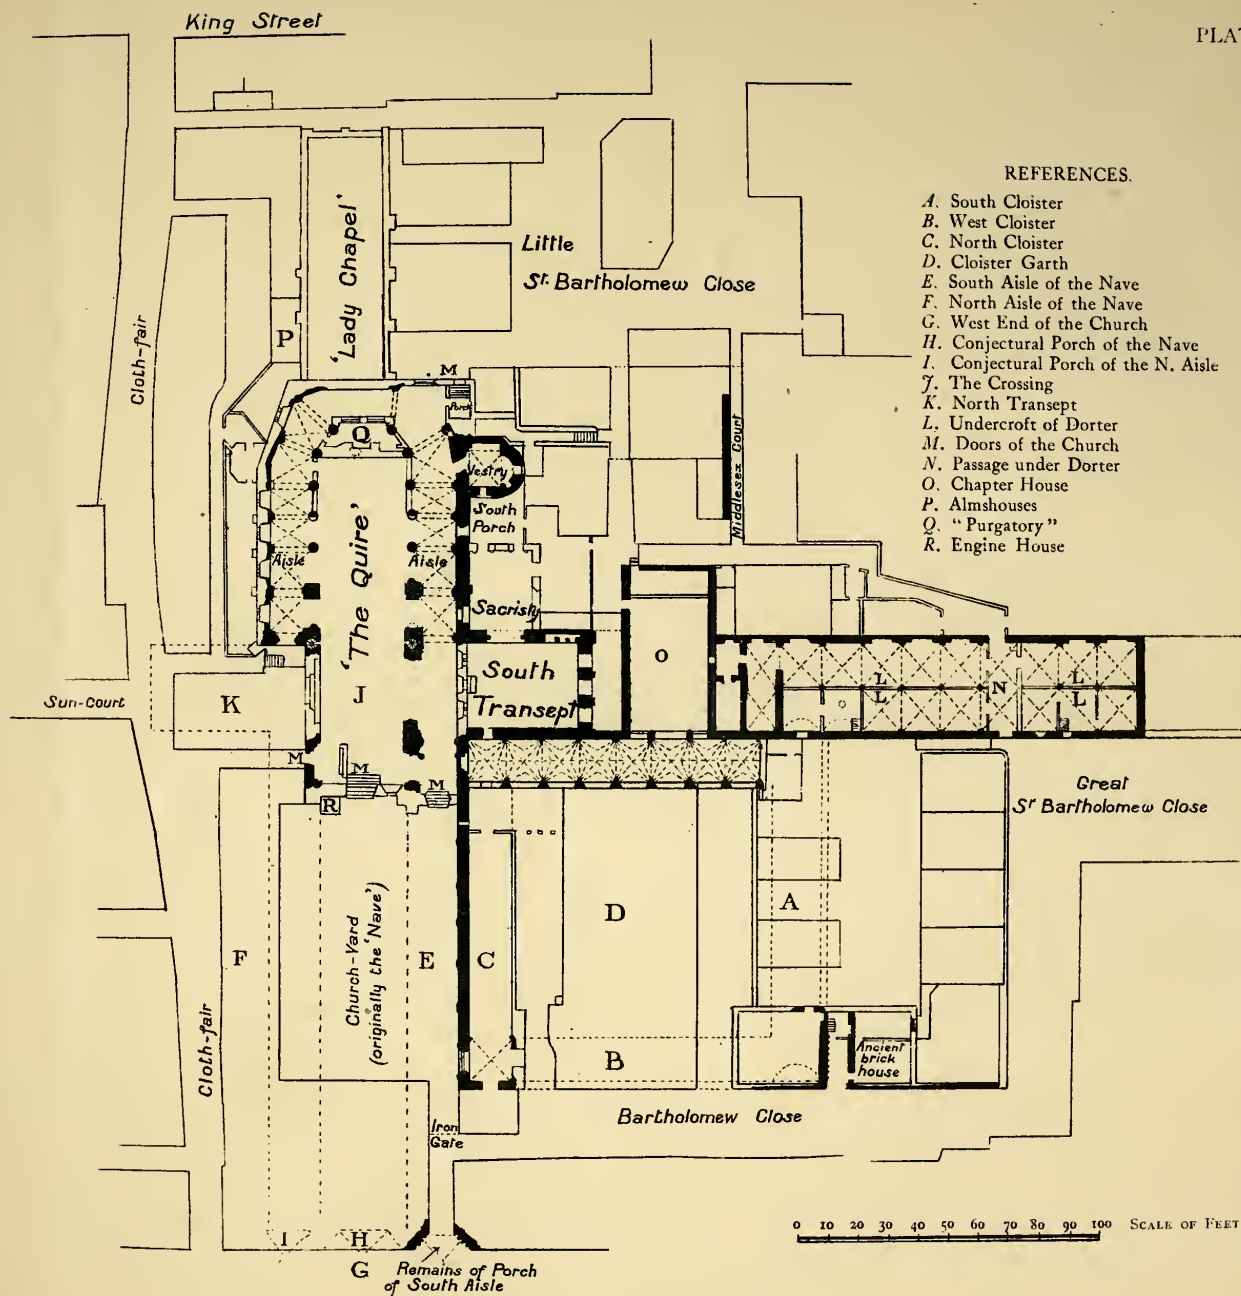 King Street
PLA
REFERENCES.
A. South Cloister
B. West Cloister
C. North Cloister
D. Cloister Garth
E. South Aisle of the Nave
F. North Aisle of the Nave
G. West End of the Church
H. Conjectural Porch of the Nave
I. Conjectural Porch of the N. Aisle
J. The Crossing
K. North Transept
L. Undercroft of Dorter
M. Doors of the Church
N. Passage under Dorter
O. Chapter House
P. Almshouses
Q. "Purgatory"
R. Engine House
'Lady Chapel'
Little
St. Bartholomew Close
Cloth-fair
P
M
Porch
Q
Vestry
Middlesex Court
South
Porch
Aisle
'The Quire'
Aisle
Sacristy
O
South
Transept
J
K
Sun-Court
L
L
N
L
L
M
M
M
R
Great
St Bartholomew Close
A
D
F
Church-Yard
(originally the 'Nave')
E
C
B
Ancient
brick
house
Cloth-fair
Bartholomew Close
Iron
Gate
I
H
G
Remains of Porch
of South Aisle
0 10 20 30 40 50 60 70 80 90 100 SCALE OF FEET